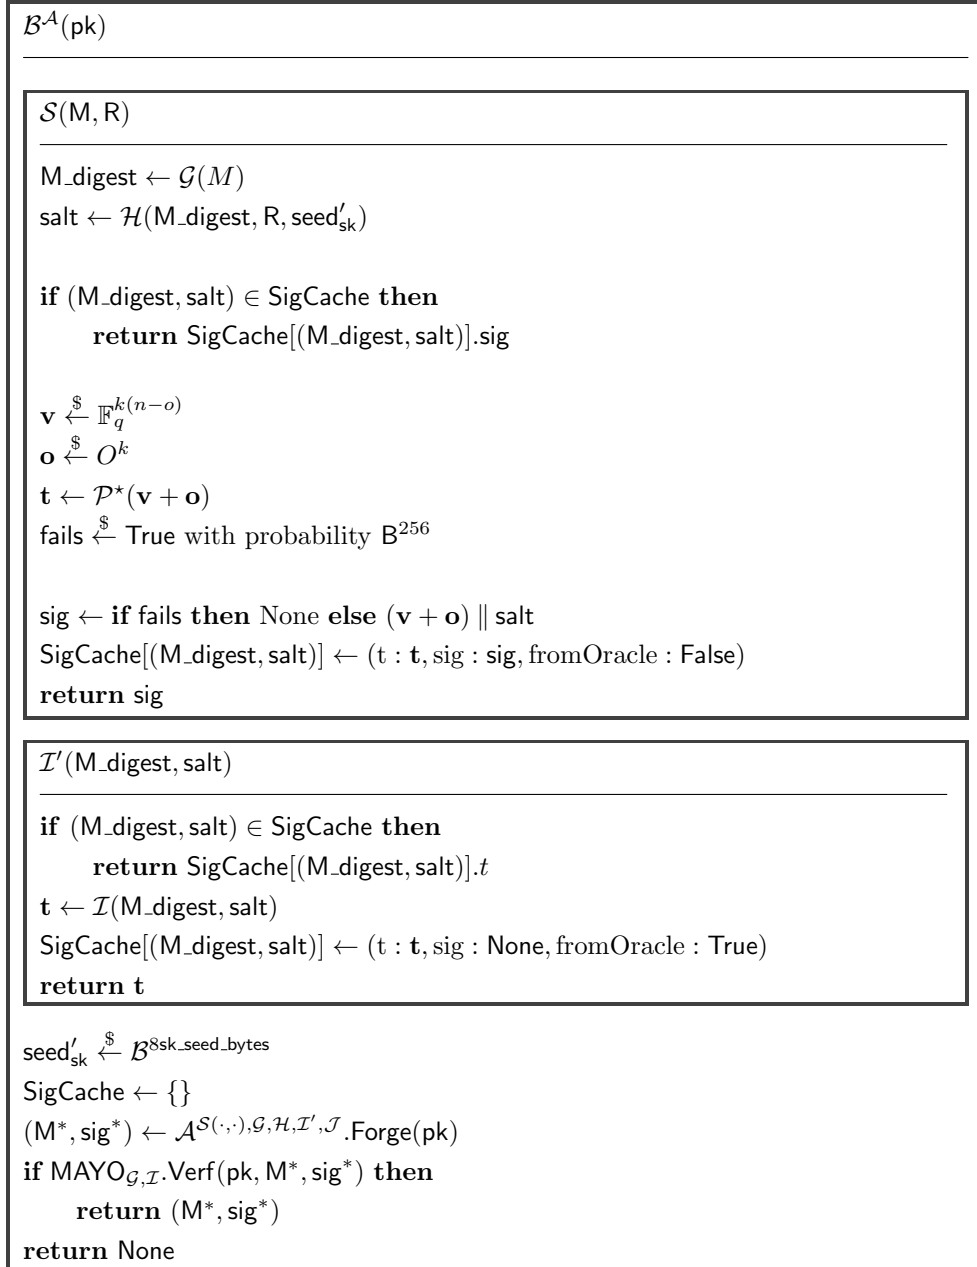 𝓑^𝒜(pk)
𝒮(M, R)
M_digest ← 𝒢(M)
salt ← ℋ(M_digest, R, seed′_sk)
if (M_digest, salt) ∈ SigCache then
return SigCache[(M_digest, salt)].sig
v ←$ 𝔽_q^{k(n−o)}
o ←$ O^k
t ← 𝒫⋆(v + o)
fails ←$ True with probability B^256
sig ← if fails then None else (v + o) ∥ salt
SigCache[(M_digest, salt)] ← (t : t, sig : sig, fromOracle : False)
return sig
ℐ′(M_digest, salt)
if (M_digest, salt) ∈ SigCache then
return SigCache[(M_digest, salt)].t
t ← ℐ(M_digest, salt)
SigCache[(M_digest, salt)] ← (t : t, sig : None, fromOracle : True)
return t
seed′_sk ←$ ℬ^{8sk_seed_bytes}
SigCache ← {}
(M*, sig*) ← 𝒜^{𝒮(·,·),𝒢,ℋ,ℐ′,𝒥}.Forge(pk)
if MAYO_{𝒢,ℐ}.Verf(pk, M*, sig*) then
return (M*, sig*)
return None